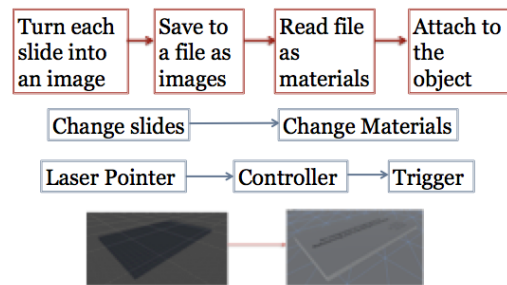 Turn each
slide into
an image
Save to
a file as
images
Read file
as
materials
Attach to
the
object
Change slides
Change Materials
Laser Pointer
Controller
Trigger